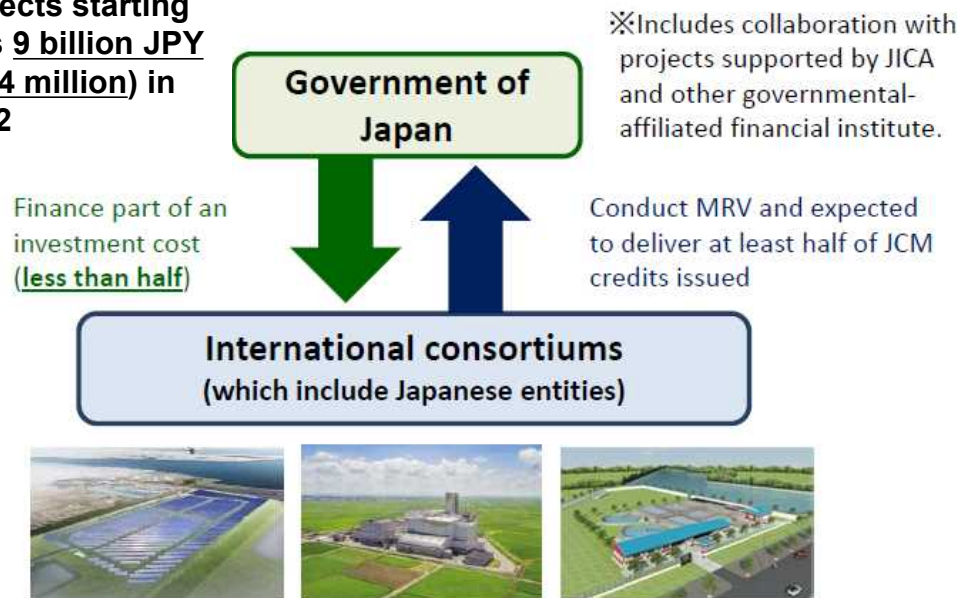 ects starting
9 billion JPY
4 million) in
2
※Includes collaboration with
projects supported by JICA
and other governmental-
affiliated financial institute.
Government of
Japan
Finance part of an
investment cost
(less than half)
Conduct MRV and expected
to deliver at least half of JCM
credits issued
International consortiums
(which include Japanese entities)